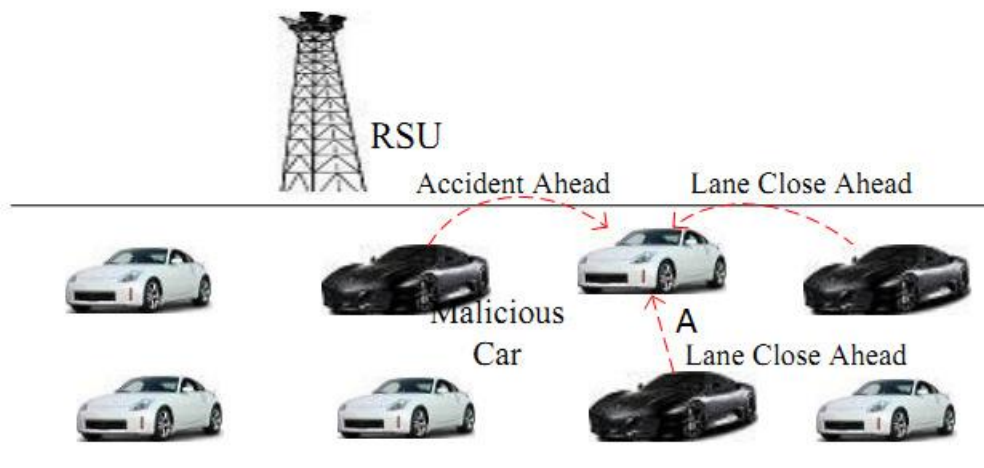 RSU
Accident Ahead
Lane Close Ahead
Malicious
Car
A
Lane Close Ahead